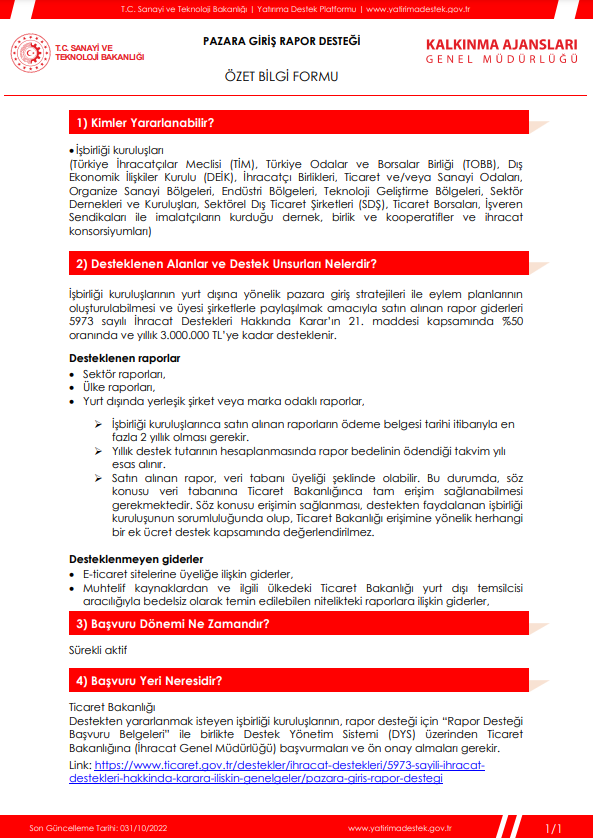 T.C. Sanayi ve Teknoloji Bakanlığı | Yatırıma Destek Platformu | www.yatirimadestek.gov.tr
T.C. SANAYİ VE
TEKNOLOJİ BAKANLIĞI
PAZARA GİRİŞ RAPOR DESTEĞİ
ÖZET BİLGİ FORMU
KALKINMA AJANSLARI
GENEL MÜDÜRLÜĞÜ
1) Kimler Yararlanabilir?
• İşbirliği kuruluşları
(Türkiye İhracatçılar Meclisi (TİM), Türkiye Odalar ve Borsalar Birliği (TOBB), Dış
Ekonomik İlişkiler Kurulu (DEİK), İhracatçı Birlikleri, Ticaret ve/veya Sanayi Odaları,
Organize Sanayi Bölgeleri, Endüstri Bölgeleri, Teknoloji Geliştirme Bölgeleri, Sektör
Dernekleri ve Kuruluşları, Sektörel Dış Ticaret Şirketleri (SDŞ), Ticaret Borsaları, İşveren
Sendikaları ile imalatçıların kurduğu dernek, birlik ve kooperatifler ve ihracat
konsorsiyumları)
2) Desteklenen Alanlar ve Destek Unsurları Nelerdir?
İşbirliği kuruluşlarının yurt dışına yönelik pazara giriş stratejileri ile eylem planlarının
oluşturulabilmesi ve üyesi şirketlerle paylaşılmak amacıyla satın alınan rapor giderleri
5973 sayılı İhracat Destekleri Hakkında Karar'ın 21. maddesi kapsamında %50
oranında ve yıllık 3.000.000 TL'ye kadar desteklenir.
Desteklenen raporlar
• Sektör raporları,
• Ülke raporları,
• Yurt dışında yerleşik şirket veya marka odaklı raporlar,
➢ İşbirliği kuruluşlarınca satın alınan raporların ödeme belgesi tarihi itibarıyla en
fazla 2 yıllık olması gerekir.
➢ Yıllık destek tutarının hesaplanmasında rapor bedelinin ödendiği takvim yılı
esas alınır.
➢ Satın alınan rapor, veri tabanı üyeliği şeklinde olabilir. Bu durumda, söz
konusu veri tabanına Ticaret Bakanlığınca tam erişim sağlanabilmesi
gerekmektedir. Söz konusu erişimin sağlanması, destekten faydalanan işbirliği
kuruluşunun sorumluluğunda olup, Ticaret Bakanlığı erişimine yönelik herhangi
bir ek ücret destek kapsamında değerlendirilmez.
Desteklenmeyen giderler
• E-ticaret sitelerine üyeliğe ilişkin giderler,
• Muhtelif kaynaklardan ve ilgili ülkedeki Ticaret Bakanlığı yurt dışı temsilcisi
aracılığıyla bedelsiz olarak temin edilebilen nitelikteki raporlara ilişkin giderler,
3) Başvuru Dönemi Ne Zamandır?
Sürekli aktif
4) Başvuru Yeri Neresidir?
Ticaret Bakanlığı
Destekten yararlanmak isteyen işbirliği kuruluşlarının, rapor desteği için "Rapor Desteği
Başvuru Belgeleri" ile birlikte Destek Yönetim Sistemi (DYS) üzerinden Ticaret
Bakanlığına (İhracat Genel Müdürlüğü) başvurmaları ve ön onay almaları gerekir.
Link: https://www.ticaret.gov.tr/destekler/ihracat-destekleri/5973-sayili-ihracat-
destekleri-hakkinda-karara-iliskin-genelgeler/pazara-giris-rapor-destegi
Son Güncelleme Tarihi: 031/10/2022
www.yatirimadestek.gov.tr
1/1